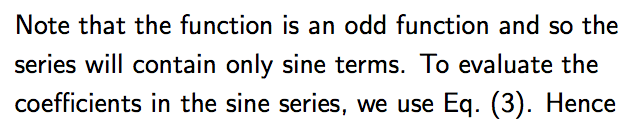 Note that the function is an odd function and so the
series will contain only sine terms. To evaluate the
coefficients in the sine series, we use Eq. (3). Hence